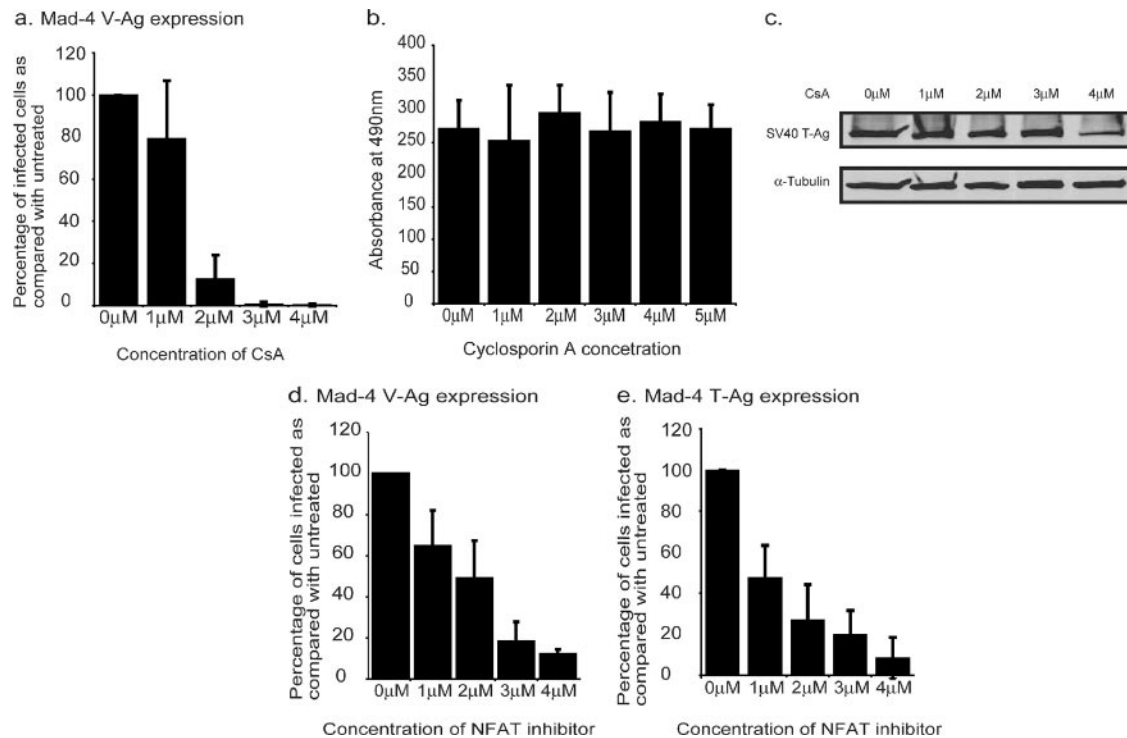 a. Mad-4 V-Ag expression
Percentage of infected cells as
compared with untreated
120
100
80
60
40
20
0
0µM 1µM 2µM 3µM 4µM
Concentration of CsA
b.
Absorbance at 490nm
400
350
300
250
200
150
100
50
0
0µM 1µM 2µM 3µM 4µM 5µM
Cyclosporin A concetration
c.
CsA 0µM 1µM 2µM 3µM 4µM
SV40 T-Ag
α-Tubulin
d. Mad-4 V-Ag expression
Percentage of cells infected as
compared with untreated
120
100
80
60
40
20
0
0µM 1µM 2µM 3µM 4µM
Concentration of NFAT inhibitor
e. Mad-4 T-Ag expression
Percentage of cells infected as
compared with untreated
120
100
80
60
40
20
0
0µM 1µM 2µM 3µM 4µM
Concentration of NFAT inhibitor